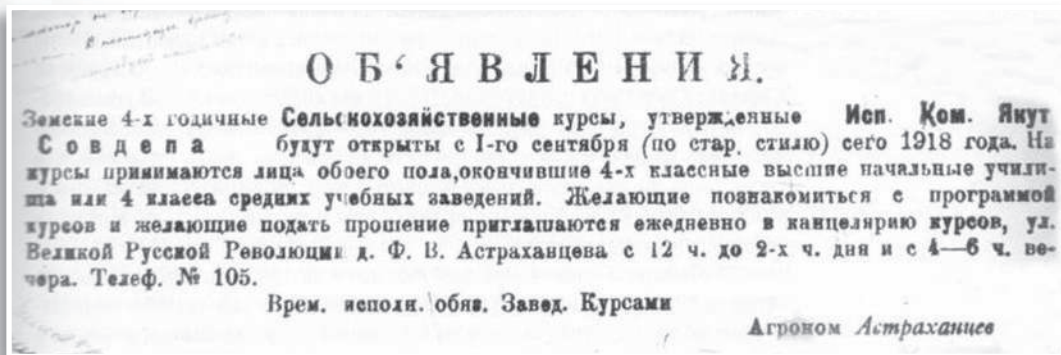 В настоящее время
ОБ‘ЯВЛЕНИЯ.
Земские 4-х годичные Сельскохозяйственные курсы, утвержденные Исп. Ком. Якут
Совдепа будут открыты с I-го сентября (по стар. стилю) сего 1918 года. На
курсы принимаются лица обоего пола,окончившие 4-х классные высшие начальные учили-
ща или 4 класса средних учебных заведений. Желающие познакомиться с программой
курсов и желающие подать прошение приглашаются ежедневно в канцелярию курсов, ул.
Великой Русской Революции д. Ф. В. Астраханцева с 12 ч. до 2-х ч. дня и с 4—6 ч. ве-
чера. Телеф. № 105.
Врем. исполн. обяв. Завед. Курсами
Агроном Астраханцев